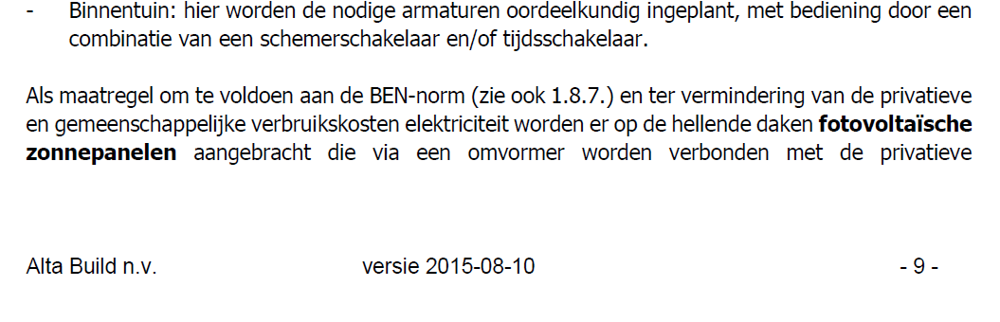 - Binnentuin: hier worden de nodige armaturen oordeelkundig ingeplant, met bediening door een
combinatie van een schemerschakelaar en/of tijdsschakelaar.
Als maatregel om te voldoen aan de BEN-norm (zie ook 1.8.7.) en ter vermindering van de privatieve
en gemeenschappelijke verbruikskosten elektriciteit worden er op de hellende daken fotovoltaïsche
zonnepanelen aangebracht die via een omvormer worden verbonden met de privatieve
Alta Build n.v. versie 2015-08-10 - 9 -